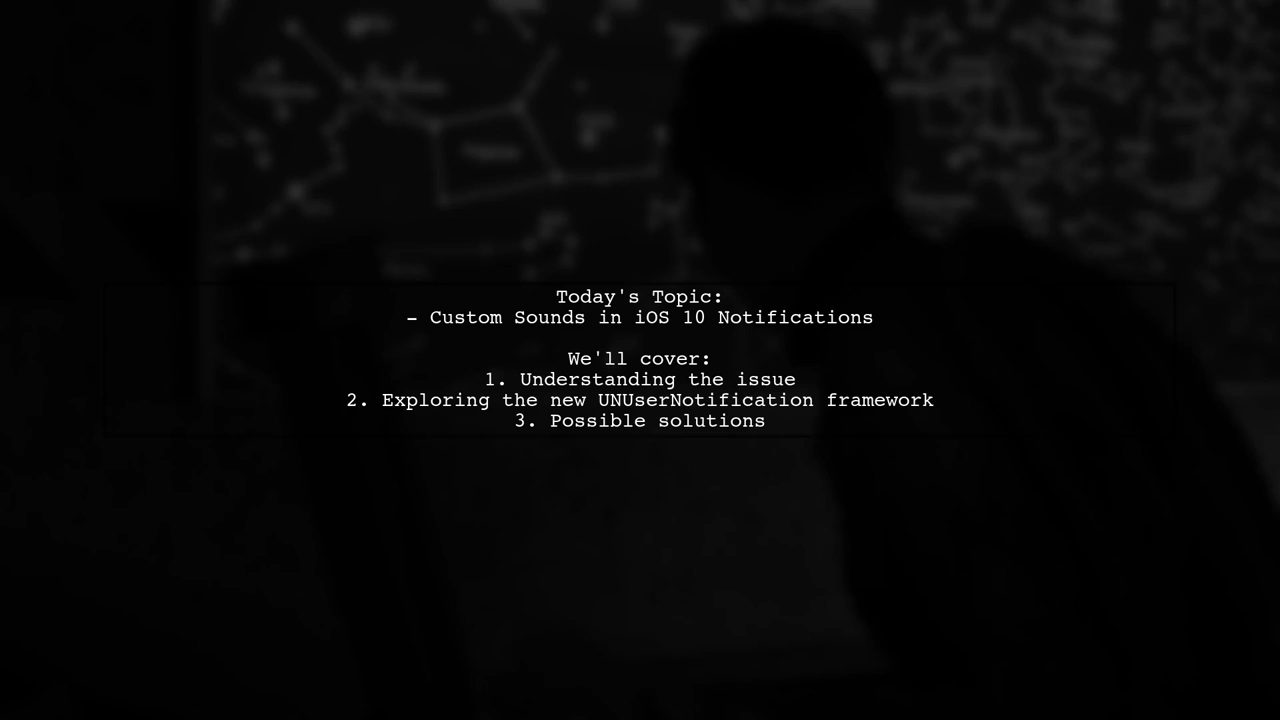 Today's Topic:
- Custom Sounds in iOS 10 Notifications
We'll cover:
1. Understanding the issue
2. Exploring the new UNUserNotification framework
3. Possible solutions